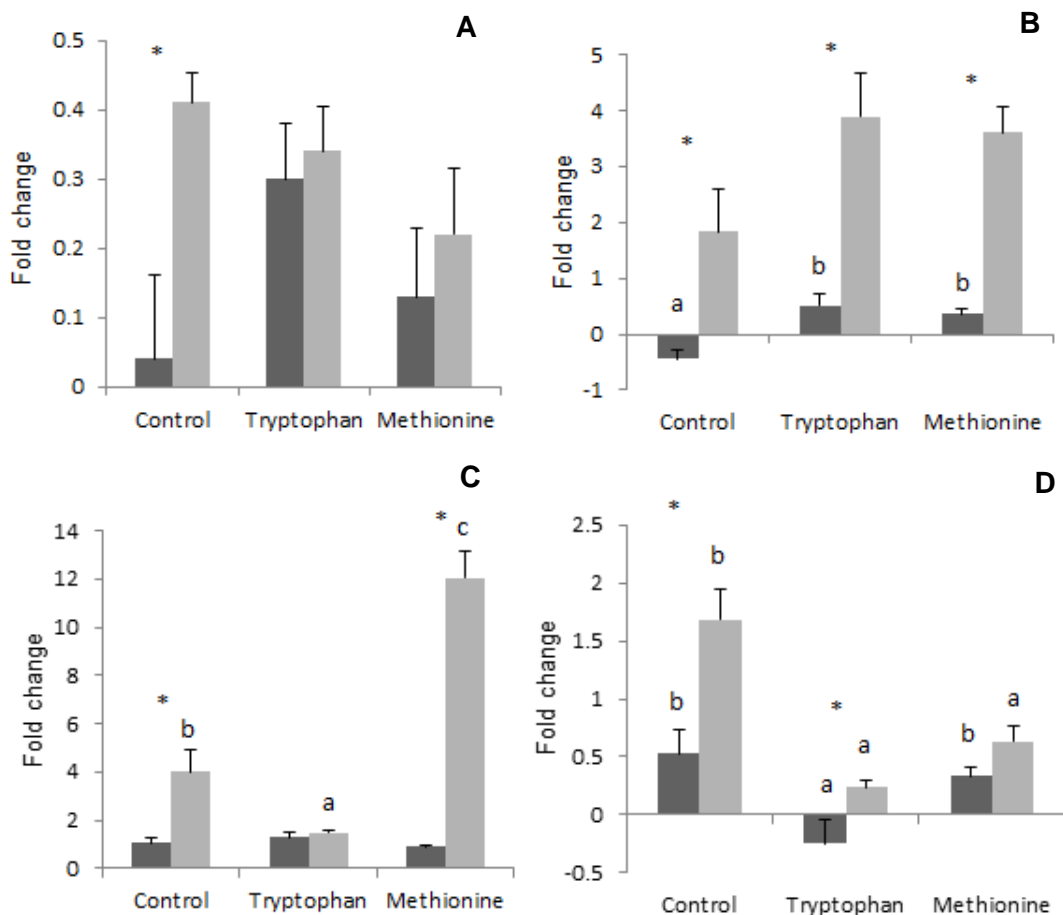 A
0.5
*
0.4
0.3
0.2
0.1
0
Fold change
Control Tryptophan Methionine
B
5
*
*
4
*
3
2
1
b
b
a
0
-1
Fold change
Control Tryptophan Methionine
C
14
*
c
12
10
8
6
*
b
4
a
2
0
Fold change
Control Tryptophan Methionine
D
2.5
*
b
2
1.5
1
b
*
b
a
a
a
0.5
0
-0.5
Fold change
Control Tryptophan Methionine